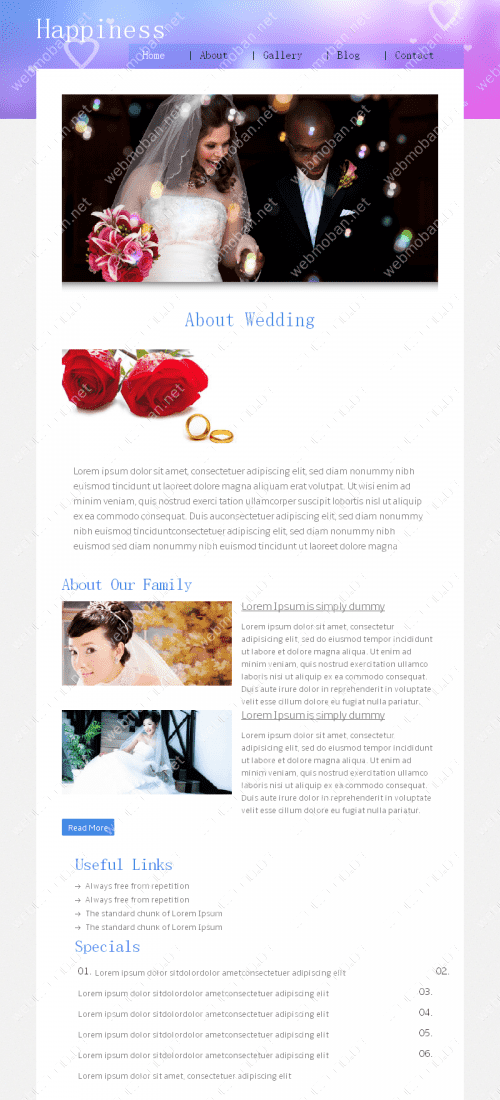 Happiness
Home | About | Gallery | Blog | Contact
webmoban.net
About Wedding
Lorem ipsum dolor sit amet, consectetuer adipiscing elit, sed diam nonummy nibh
euismod tincidunt ut laoreet dolore magna aliquam erat volutpat. Ut wisi enim ad
minim veniam, quis nostrud exerci tation ullamcorper suscipit lobortis nisl ut aliquip
ex ea commodo consequat. Duis auconsectetuer adipiscing elit, sed diam nonummy
nibh euismod tinciduntconsectetuer adipiscing elit, sed diam nonummy nibh
euismod sed diam nonummy nibh euismod tincidunt ut laoreet dolore magna
About Our Family
Lorem Ipsum is simply dummy
Lorem ipsum dolor sit amet, consectetur
adipisicing elit, sed do eiusmod tempor incididunt
ut labore et dolore magna aliqua. Ut enim ad
minim veniam, quis nostrud exercitation ullamco
laboris nisi ut aliquip ex ea commodo consequat.
Duis aute irure dolor in reprehenderit in voluptate
velit esse cillum dolore eu fugiat nulla pariatur.
Lorem Ipsum is simply dummy
Lorem ipsum dolor sit amet, consectetur
adipisicing elit, sed do eiusmod tempor incididunt
ut labore et dolore magna aliqua. Ut enim ad
minim veniam, quis nostrud exercitation ullamco
laboris nisi ut aliquip ex ea commodo consequat.
Duis aute irure dolor in reprehenderit in voluptate
velit esse cillum dolore eu fugiat nulla pariatur.
Read More
Useful Links
Always free from repetition
Always free from repetition
The standard chunk of Lorem Ipsum
The standard chunk of Lorem Ipsum
Specials
01. Lorem ipsum dolor sitdolordolor ametconsectetuer adipiscing elit 02.
Lorem ipsum dolor sitdolordolor ametconsectetuer adipiscing elit 03.
Lorem ipsum dolor sitdolordolor ametconsectetuer adipiscing elit 04.
Lorem ipsum dolor sitdolordolor ametconsectetuer adipiscing elit 05.
Lorem ipsum dolor sitdolordolor ametconsectetuer adipiscing elit 06.
Lorem ipsum dolor sit amet, consectetuer adipiscing elit